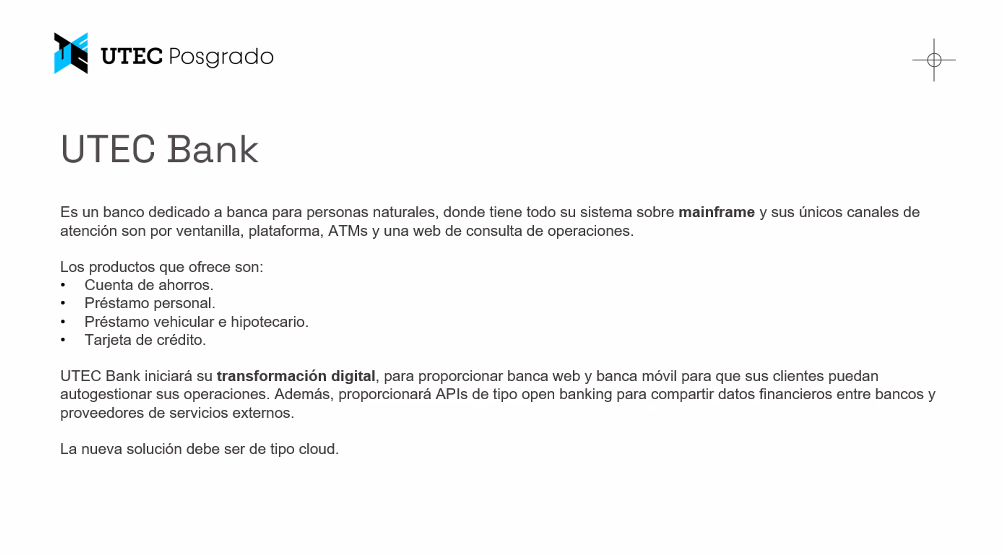 UTEC Posgrado
UTEC Bank
Es un banco dedicado a banca para personas naturales, donde tiene todo su sistema sobre mainframe y sus únicos canales de
atención son por ventanilla, plataforma, ATMs y una web de consulta de operaciones.
Los productos que ofrece son:
• Cuenta de ahorros.
• Préstamo personal.
• Préstamo vehicular e hipotecario.
• Tarjeta de crédito.
UTEC Bank iniciará su transformación digital, para proporcionar banca web y banca móvil para que sus clientes puedan
autogestionar sus operaciones. Además, proporcionará APIs de tipo open banking para compartir datos financieros entre bancos y
proveedores de servicios externos.
La nueva solución debe ser de tipo cloud.